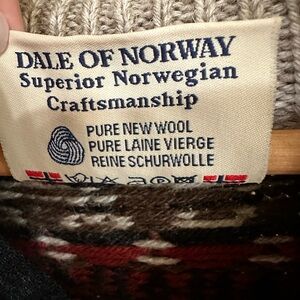 DALE OF NORWAY
Superior Norwegian
Craftsmanship
PURE NEW WOOL
PURE LAINE VIERGE
REINE SCHURWOLLE